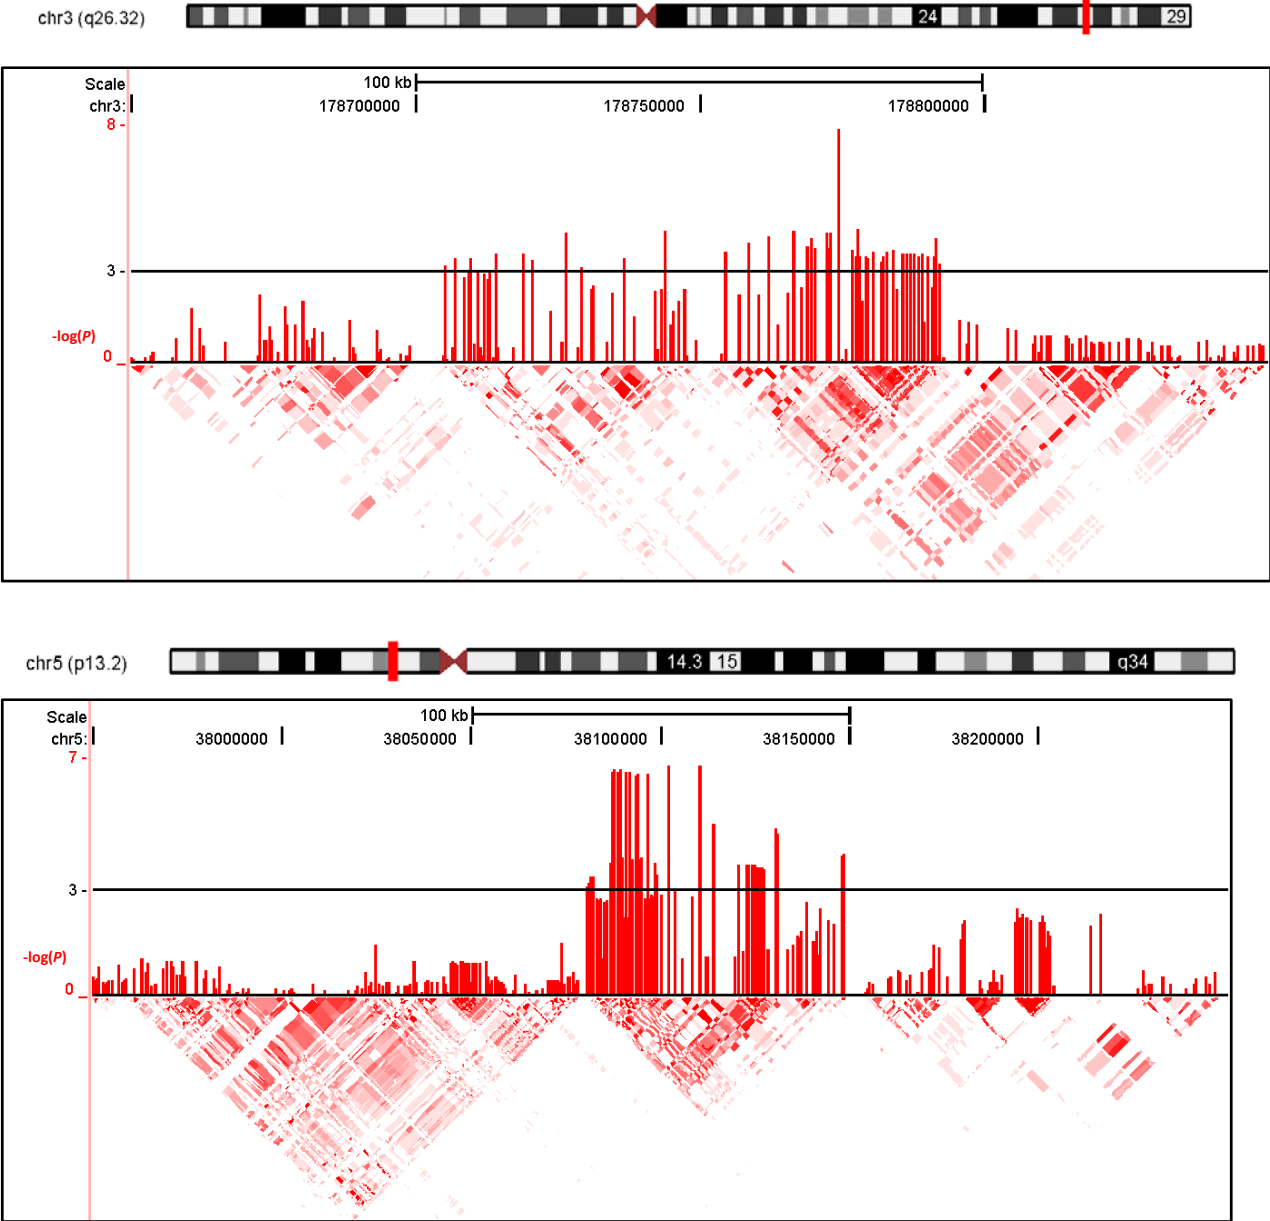 chr3 (q26.32)
24
29
Scale
100 kb
chr3:
178700000
178750000
178800000
8 -
3 -
-log(P)
0
chr5 (p13.2)
14.3
15
q34
Scale
100 kb
chr5:
38000000
38050000
38100000
38150000
38200000
7 -
3 -
-log(P)
0